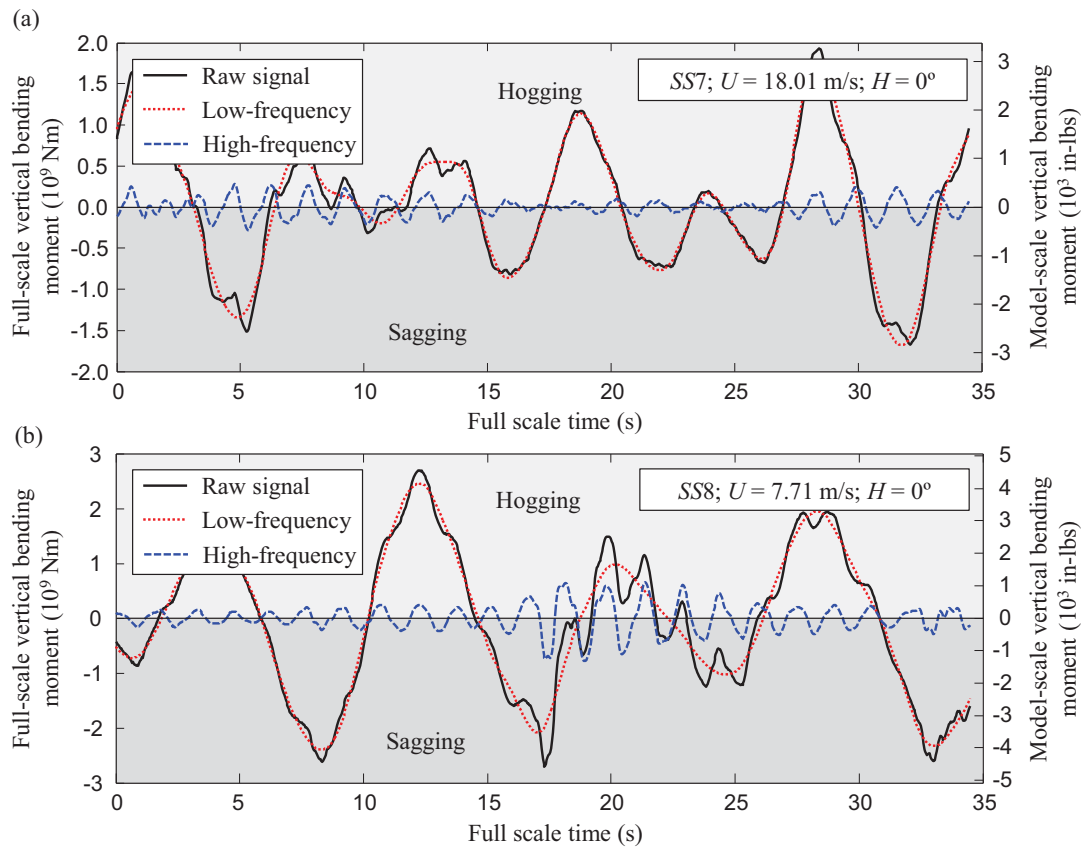 (a)
Full-scale vertical bending
moment (10⁹ Nm)
2.0
1.5
1.0
0.5
0.0
-0.5
-1.0
-1.5
-2.0
Raw signal
Low-frequency
High-frequency
Hogging
SS7; U = 18.01 m/s; H = 0º
Sagging
3
2
1
0
-1
-2
-3
Model-scale vertical bending
moment (10³ in-lbs)
0 5 10 15 20 25 30 35
Full scale time (s)
(b)
Full-scale vertical bending
moment (10⁹ Nm)
3
2
1
0
-1
-2
-3
Raw signal
Low-frequency
High-frequency
Hogging
SS8; U = 7.71 m/s; H = 0º
Sagging
5
4
3
2
1
0
-1
-2
-3
-4
-5
Model-scale vertical bending
moment (10³ in-lbs)
0 5 10 15 20 25 30 35
Full scale time (s)